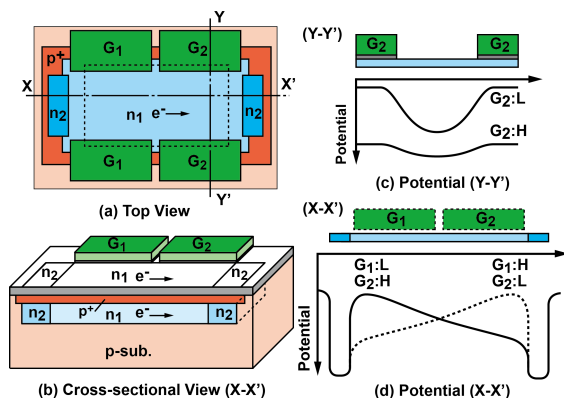 Y
G1
G2
p+
X
X'
n2
n1 e-
n2
G1
G2
Y'
(a) Top View
G1
G2
n2
n1 e-
n2
n2
p+
n1
e-
n2
p-sub.
(b) Cross-sectional View (X-X')
(Y-Y')
G2
G2
G2:L
G2:H
Potential
(c) Potential (Y-Y')
(X-X')
G1
G2
G1:L
G2:H
G1:H
G2:L
Potential
(d) Potential (X-X')